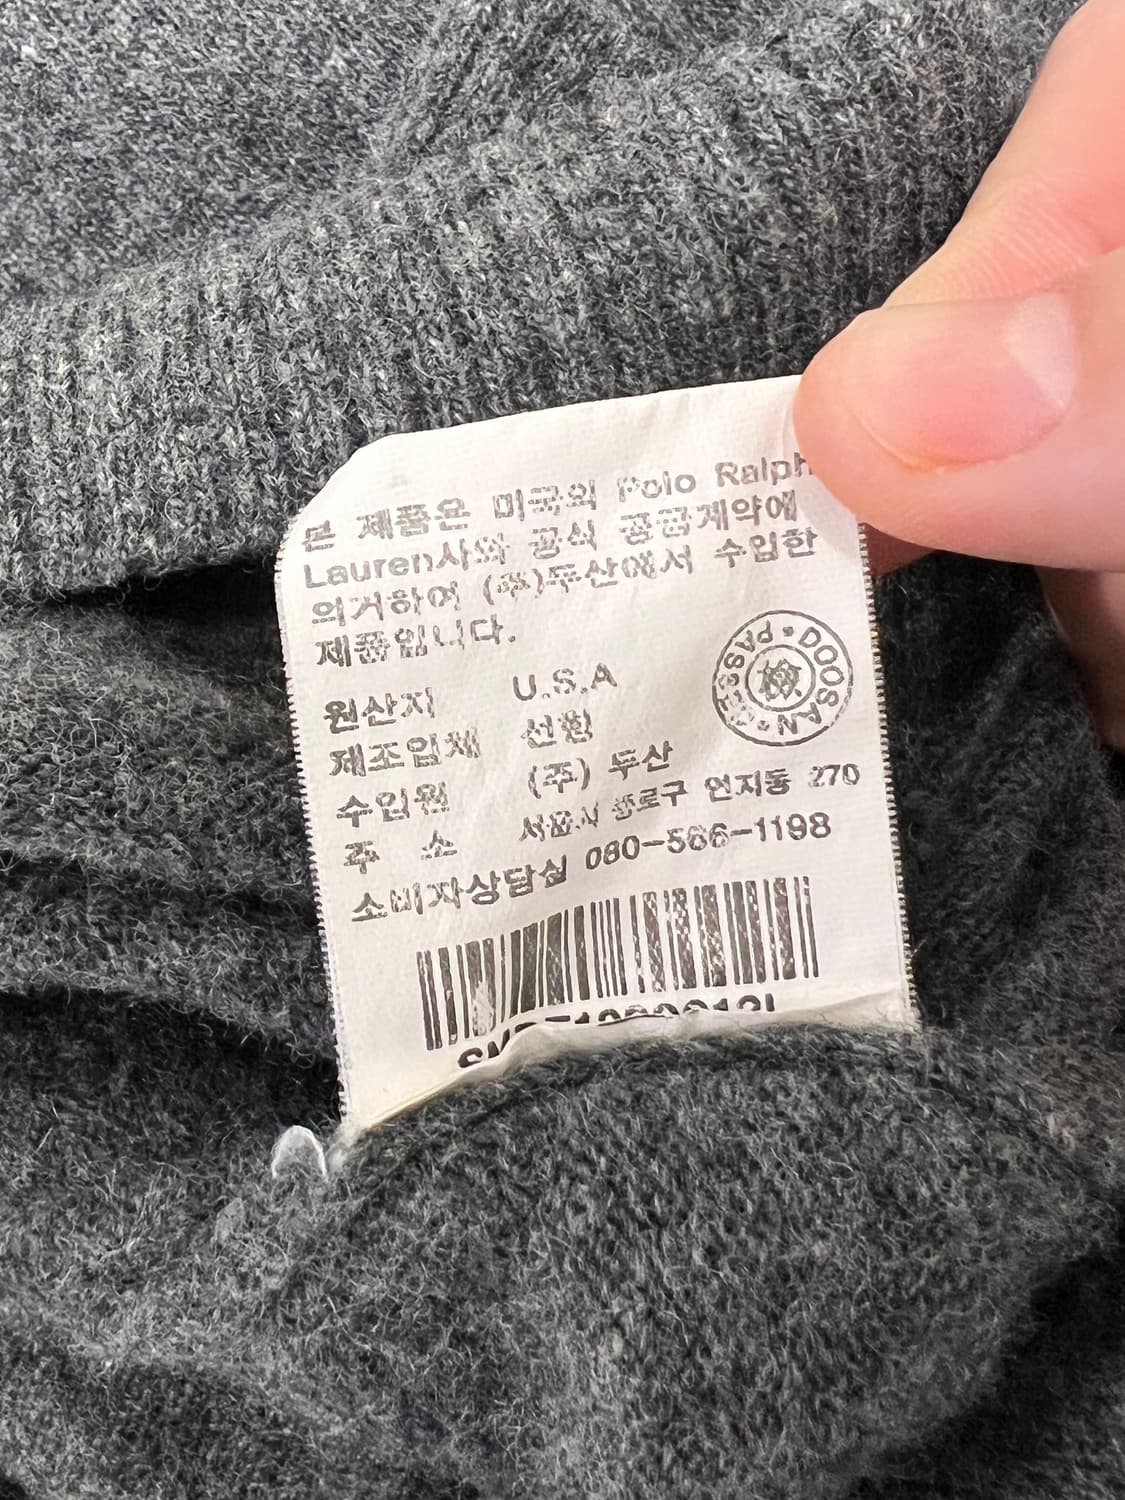 본 제품은 미국의 Polo Ralph
Lauren사와 공식 공급계약에
의거하여 (주)두산에서 수입한
제품입니다.
원산지 U.S.A
제조업체 선험
수입원 (주) 두산
주 소 서울시 종로구 연지동 270
소비자상담실 080-566-1198
DOOSAN • PASSED •